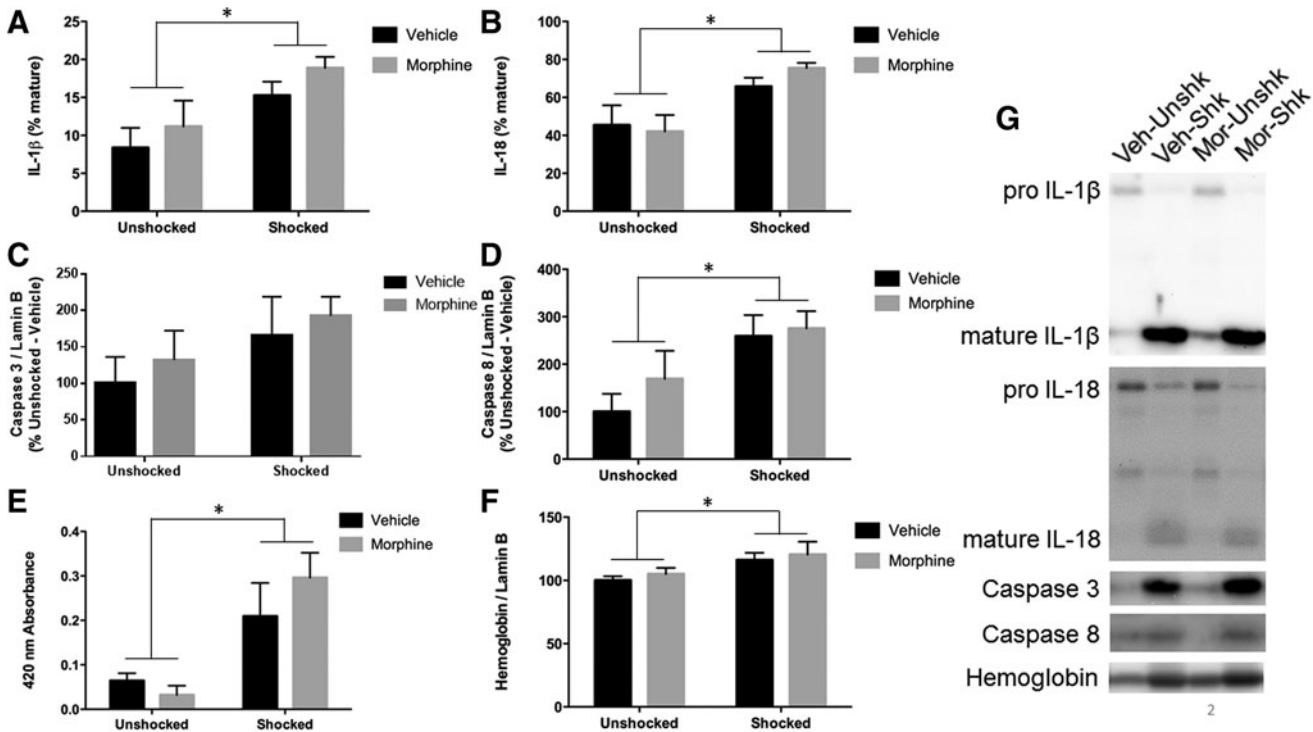 A
*
25
20
15
10
5
0
IL-1β (% mature)
Unshocked Shocked
Vehicle
Morphine
B
*
100
80
60
40
20
0
IL-18 (% mature)
Unshocked Shocked
Vehicle
Morphine
C
250
200
150
100
50
0
Caspase 3 / Lamin B
(% Unshocked - Vehicle)
Unshocked Shocked
Vehicle
Morphine
D
*
400
300
200
100
0
Caspase 8 / Lamin B
(% Unshocked - Vehicle)
Unshocked Shocked
Vehicle
Morphine
E
*
0.4
0.3
0.2
0.1
0.0
420 nm Absorbance
Unshocked Shocked
Vehicle
Morphine
F
*
150
100
50
0
Hemoglobin / Lamin B
Unshocked Shocked
Vehicle
Morphine
G
Veh-Unshk
Veh-Shk
Mor-Unshk
Mor-Shk
pro IL-1β
mature IL-1β
pro IL-18
mature IL-18
Caspase 3
Caspase 8
Hemoglobin
2